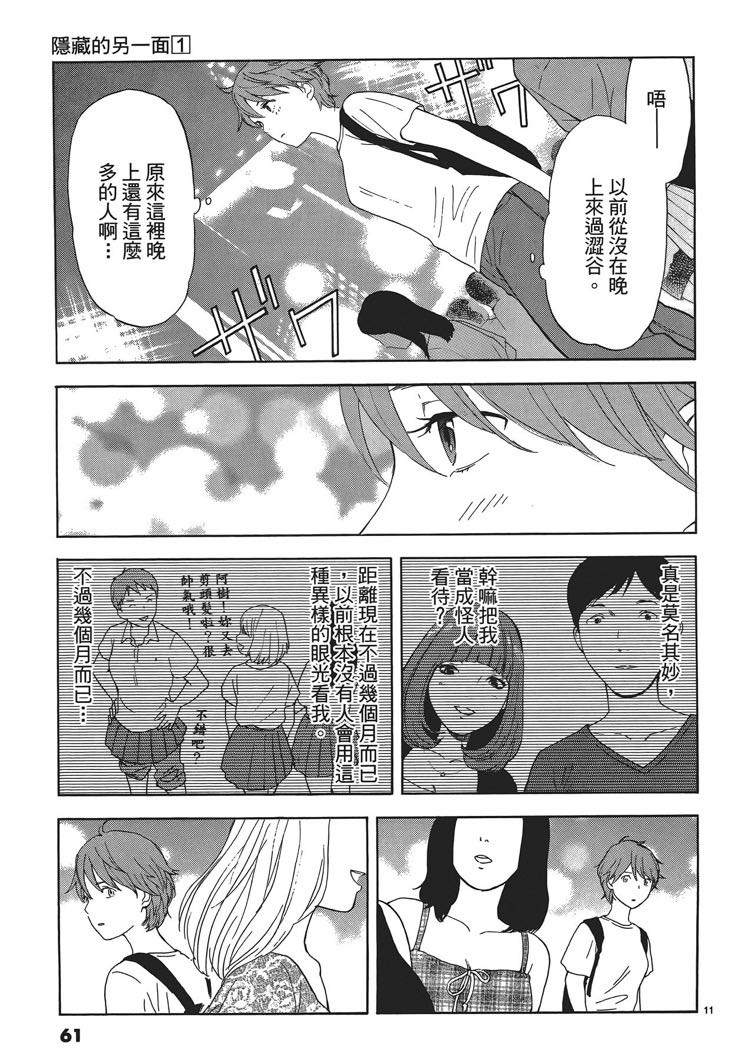 隱藏的另一面1
唔──
以前從沒在晚
上來過澀谷。
ザワ
ザワ
原來這裡晚
上還有這麼
多的人啊…
真是莫名其妙，
幹嘛把我
當成怪人
看待？
距離現在不過幾個月而已
，以前根本沒有人會用這
種異樣的眼光看我。
阿樹！妳又去
剪頭髮啦？很
帥氣哦！
不錯吧？
不過幾個月而已…
11
61